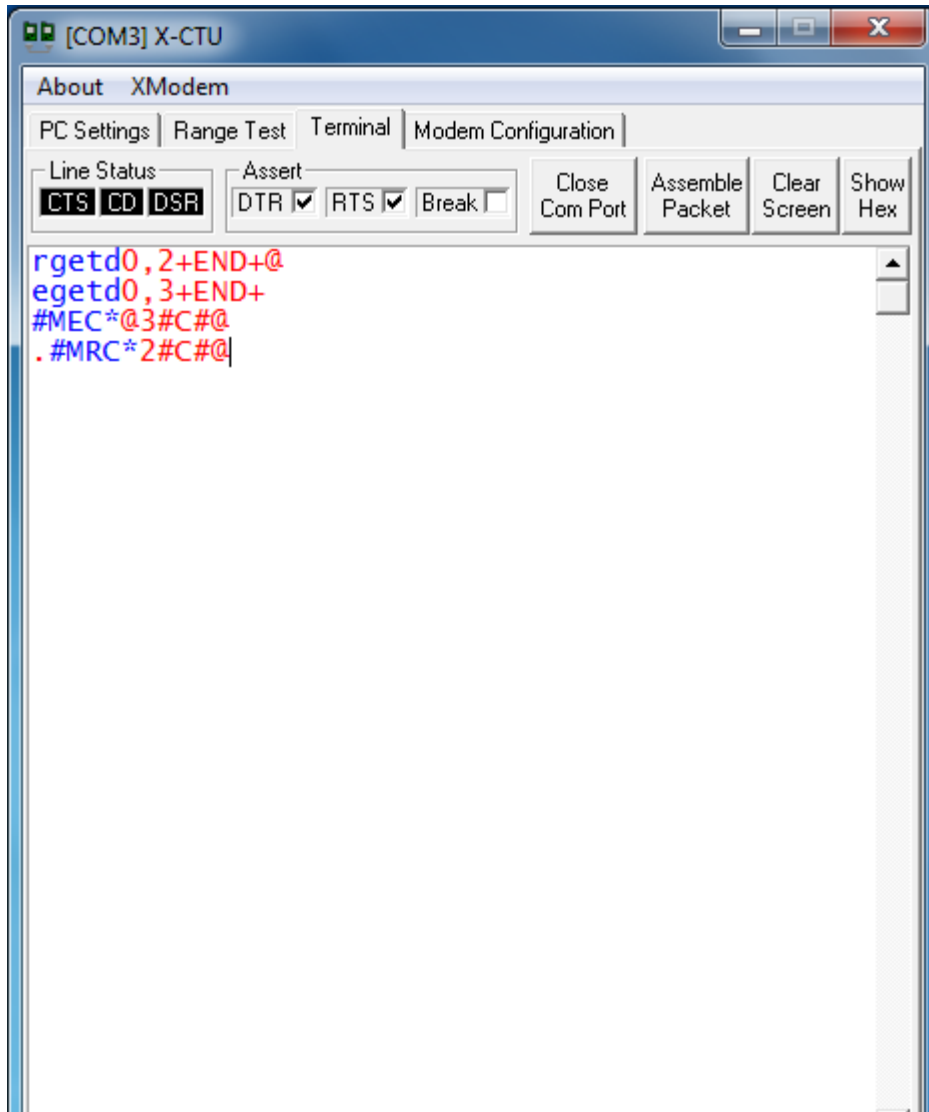 [COM3] X-CTU
About XModem
PC Settings Range Test Terminal Modem Configuration
Line Status Assert
CTS CD DSR DTR RTS Break
Close Com Port
Assemble Packet
Clear Screen
Show Hex
rgetd0,2+END+@
egetd0,3+END+
#MEC*@3#C#@
.#MRC*2#C#@